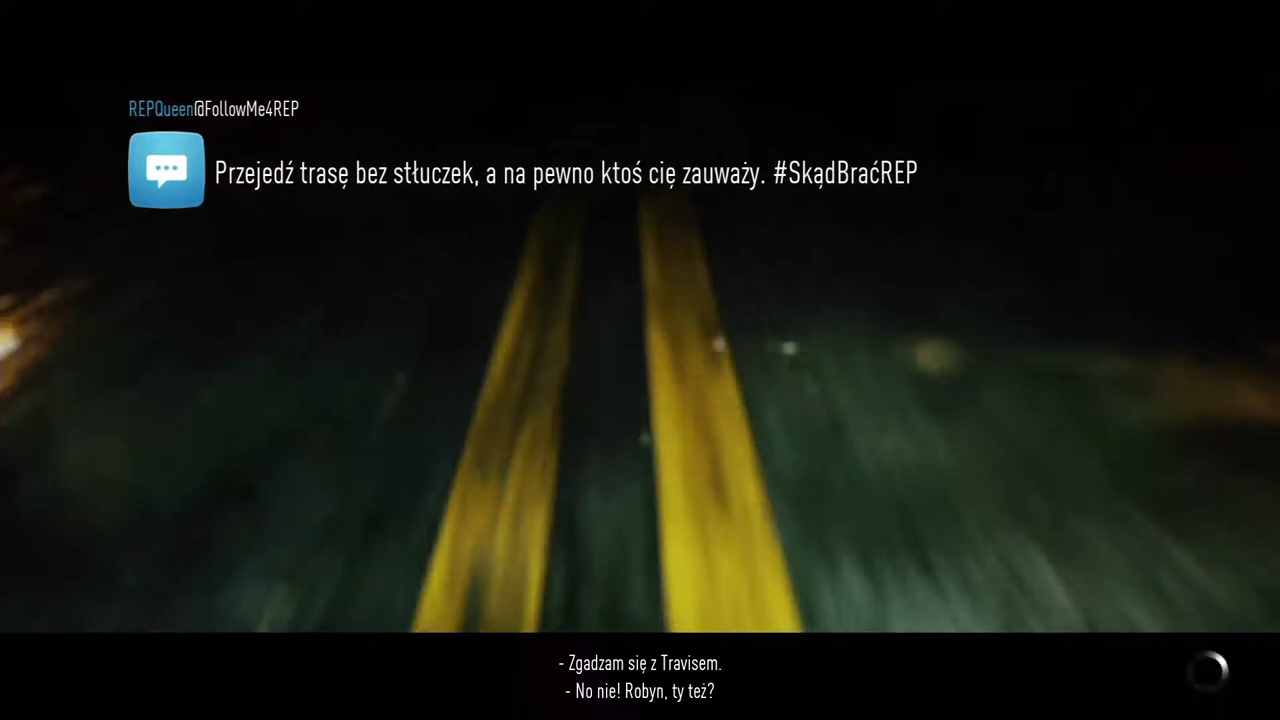 REPQueen@FollowMe4REP
Przejedź trasę bez stłuczek, a na pewno ktoś cię zauważy. #SkądBraćREP
- Zgadzam się z Travisem.
- No nie! Robyn, ty też?